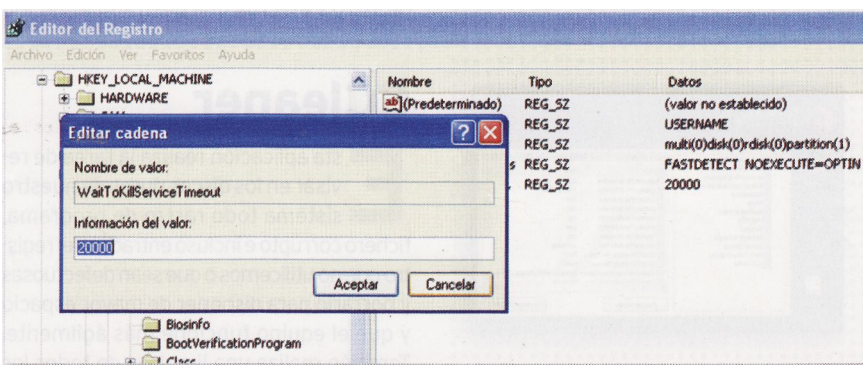 Editor del Registro
Archivo Edición Ver Favoritos Ayuda
HKEY_LOCAL_MACHINE
HARDWARE
Nombre Tipo Datos
(Predeterminado) REG_SZ (valor no establecido)
REG_SZ USERNAME
REG_SZ multi(0)disk(0)rdisk(0)partition(1)
s REG_SZ FASTDETECT NOEXECUTE=OPTIN
REG_SZ 20000
Editar cadena
Nombre de valor:
WaitToKillServiceTimeout
Información del valor:
20000
Aceptar Cancelar
Biosinfo
BootVerificationProgram
Class